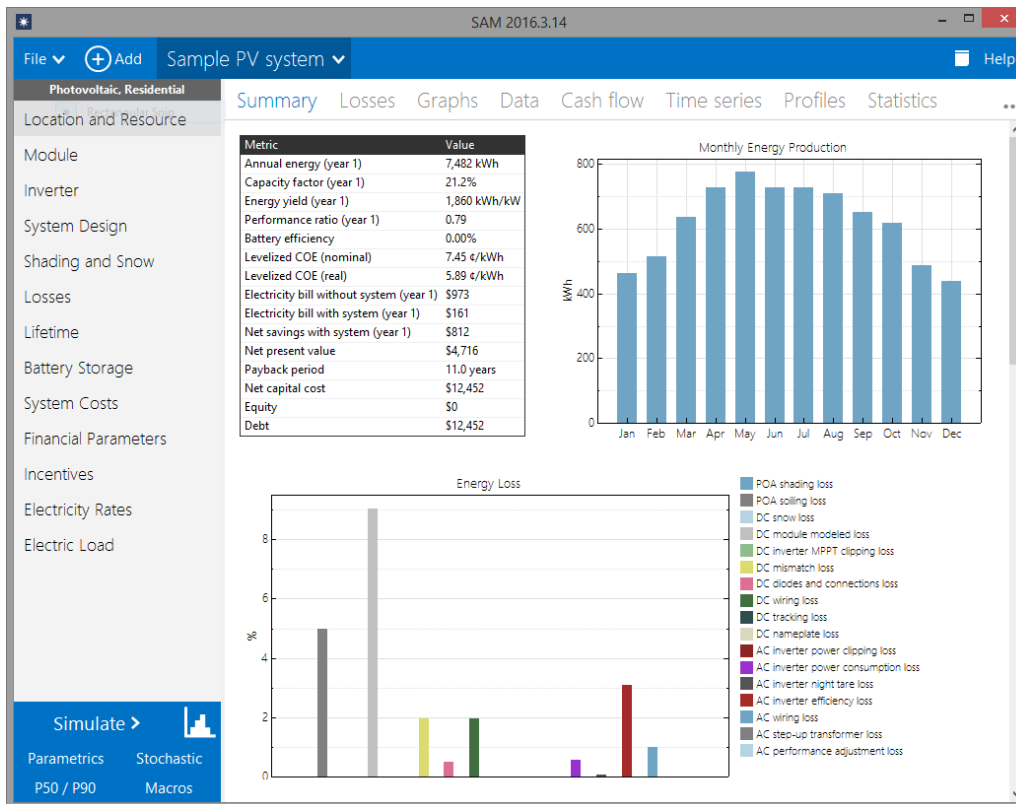 SAM 2016.3.14
File
Add
Sample PV system
Help
Photovoltaic, Residential
Location and Resource
Module
Inverter
System Design
Shading and Snow
Losses
Lifetime
Battery Storage
System Costs
Financial Parameters
Incentives
Electricity Rates
Electric Load
Simulate >
Parametrics Stochastic
P50 / P90 Macros
Summary Losses Graphs Data Cash flow Time series Profiles Statistics
Metric Value
Annual energy (year 1) 7,482 kWh
Capacity factor (year 1) 21.2%
Energy yield (year 1) 1,860 kWh/kW
Performance ratio (year 1) 0.79
Battery efficiency 0.00%
Levelized COE (nominal) 7.45 ¢/kWh
Levelized COE (real) 5.89 ¢/kWh
Electricity bill without system (year 1) $973
Electricity bill with system (year 1) $161
Net savings with system (year 1) $812
Net present value $4,716
Payback period 11.0 years
Net capital cost $12,452
Equity $0
Debt $12,452
Monthly Energy Production
800
600
400
200
0
kWh
Jan Feb Mar Apr May Jun Jul Aug Sep Oct Nov Dec
Energy Loss
8
6
4
2
0
%
POA shading loss
POA soiling loss
DC snow loss
DC module modeled loss
DC inverter MPPT clipping loss
DC mismatch loss
DC diodes and connections loss
DC wiring loss
DC tracking loss
DC nameplate loss
AC inverter power clipping loss
AC inverter power consumption loss
AC inverter night tare loss
AC inverter efficiency loss
AC wiring loss
AC step-up transformer loss
AC performance adjustment loss